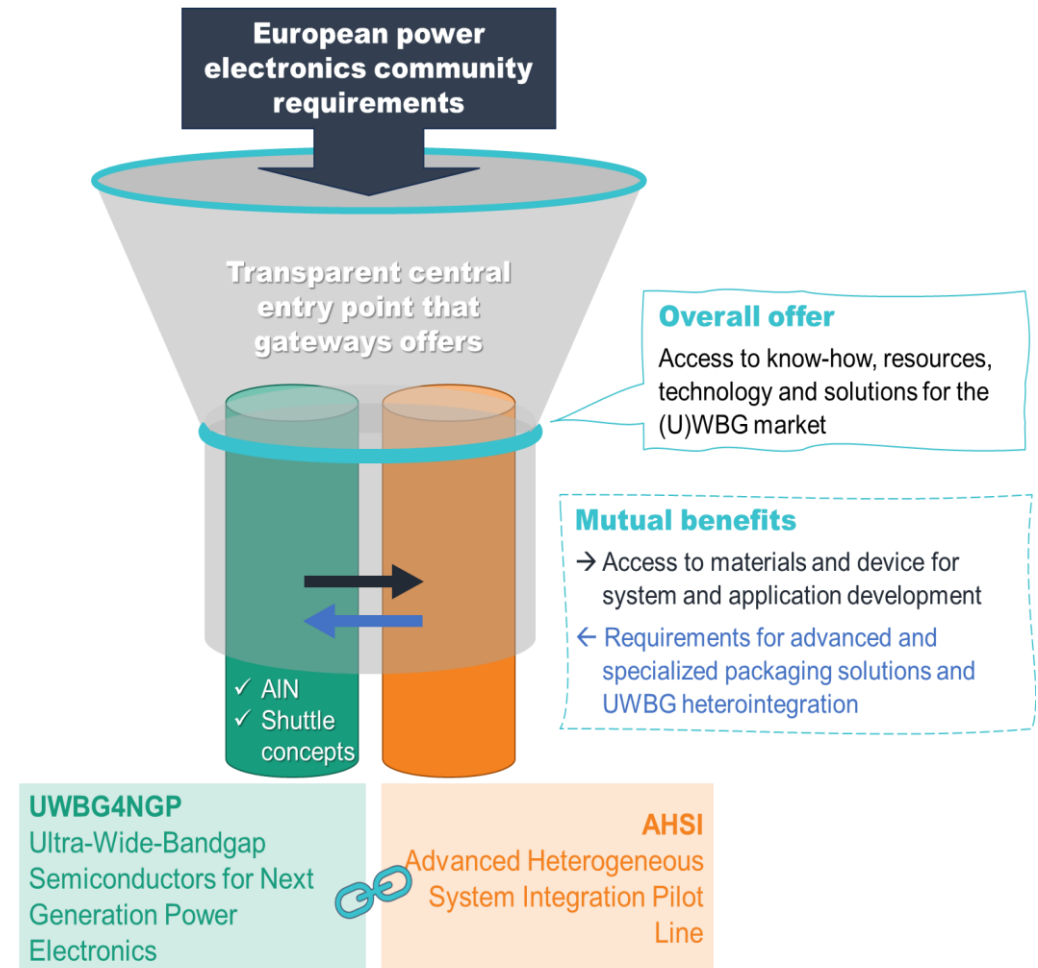 European power
electronics community
requirements
Transparent central
entry point that
gateways offers
Overall offer
Access to know-how, resources,
technology and solutions for the
(U)WBG market
Mutual benefits
→ Access to materials and device for
system and application development
← Requirements for advanced and
specialized packaging solutions and
UWBG heterointegration
✓ AlN
✓ Shuttle
concepts
UWBG4NGP
Ultra-Wide-Bandgap
Semiconductors for Next
Generation Power
Electronics
AHSI
Advanced Heterogeneous
System Integration Pilot
Line